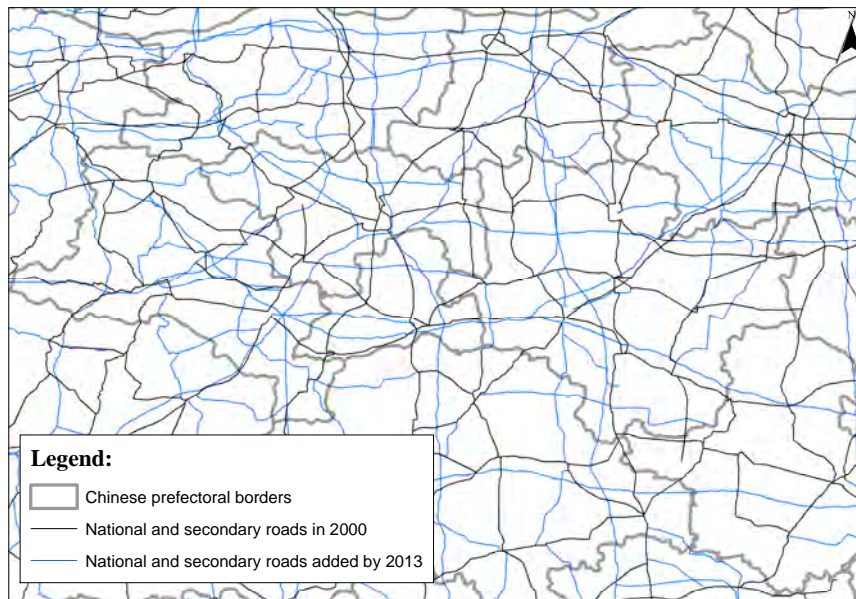 N
Legend:
Chinese prefectoral borders
National and secondary roads in 2000
National and secondary roads added by 2013